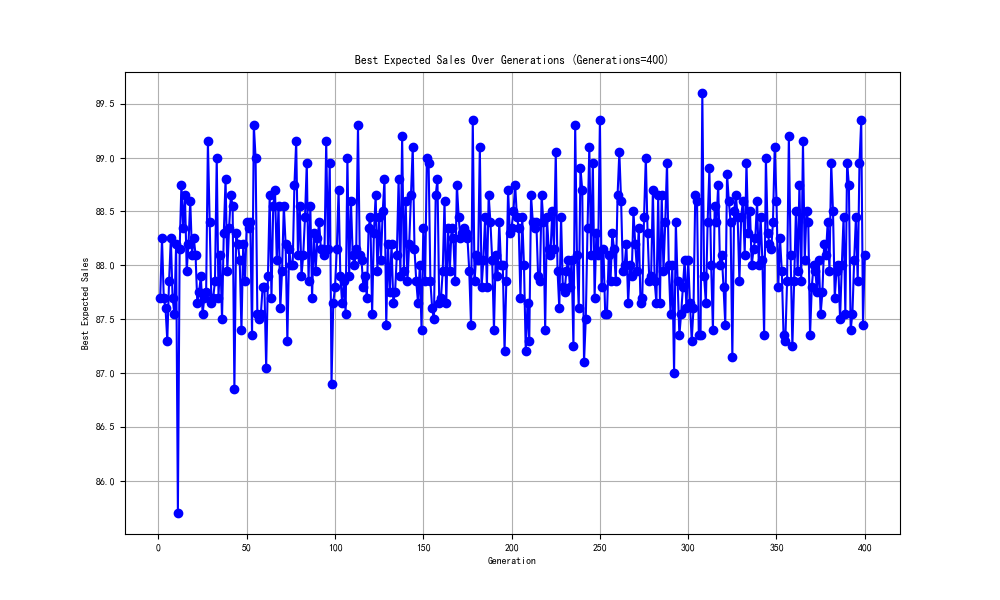 Best Expected Sales Over Generations (Generations=400)
89.5
89.0
88.5
88.0
87.5
87.0
86.5
86.0
Best Expected Sales
0 50 100 150 200 250 300 350 400
Generation